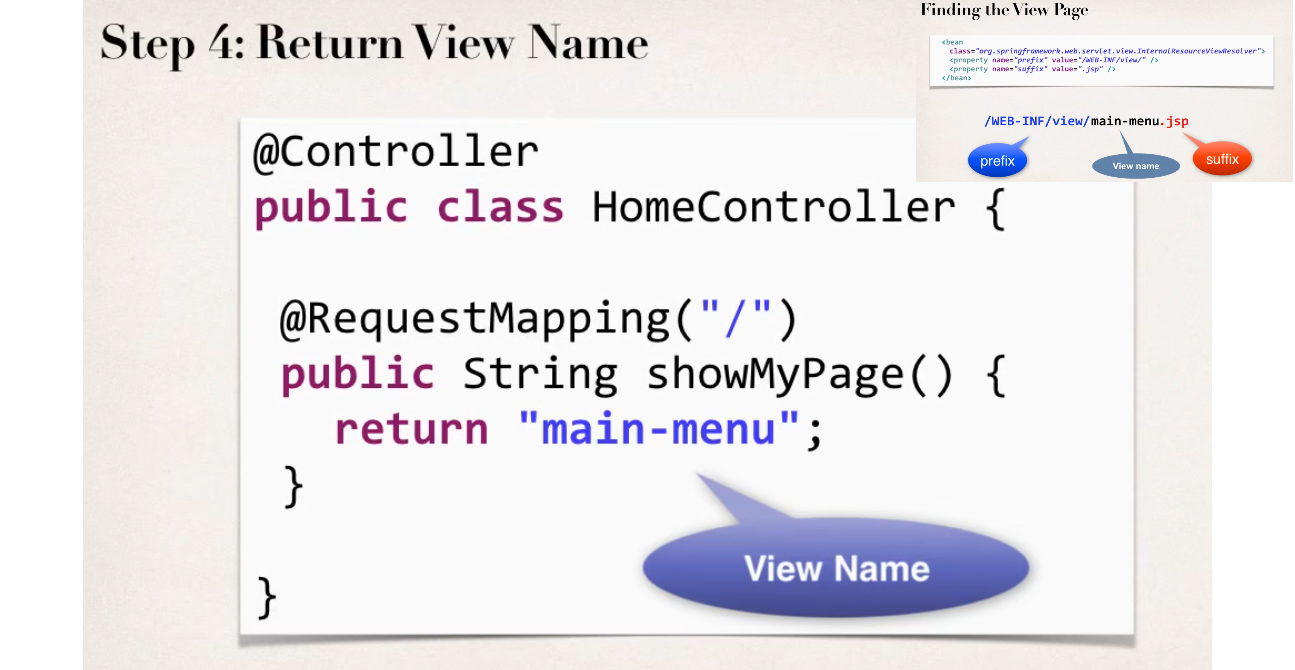 Step 4: Return View Name
@Controller
public class HomeController {
@RequestMapping("/")
public String showMyPage() {
return "main-menu";
}
View Name
}
Finding the View Page
<bean
class="org.springframework.web.servlet.view.InternalResourceViewResolver">
<property name="prefix" value="/WEB-INF/view/" />
<property name="suffix" value=".jsp" />
</bean>
/WEB-INF/view/main-menu.jsp
prefix
View name
suffix